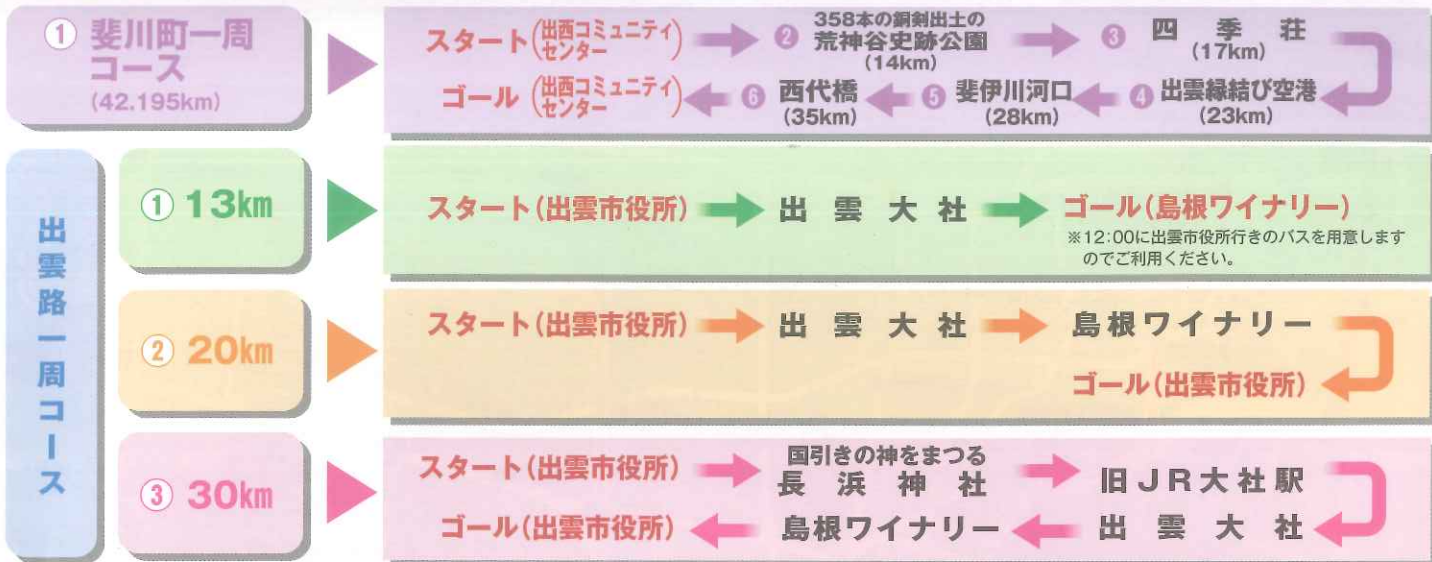 ① 斐川町一周
コース
(42.195km)
スタート(出西コミュニティ
センター)
② 358本の銅剣出土の
荒神谷史跡公園
(14km)
③ 四季荘
(17km)
④ 出雲縁結び空港
(23km)
⑤ 斐伊川河口
(28km)
⑥ 西代橋
(35km)
ゴール(出西コミュニティ
センター)
出雲路一周コース
① 13km
スタート(出雲市役所)
出雲大社
ゴール(島根ワイナリー)
※12:00に出雲市役所行きのバスを用意します
のでご利用ください。
② 20km
スタート(出雲市役所)
出雲大社
島根ワイナリー
ゴール(出雲市役所)
③ 30km
スタート(出雲市役所)
国引きの神をまつる
長浜神社
旧JR大社駅
出雲大社
島根ワイナリー
ゴール(出雲市役所)